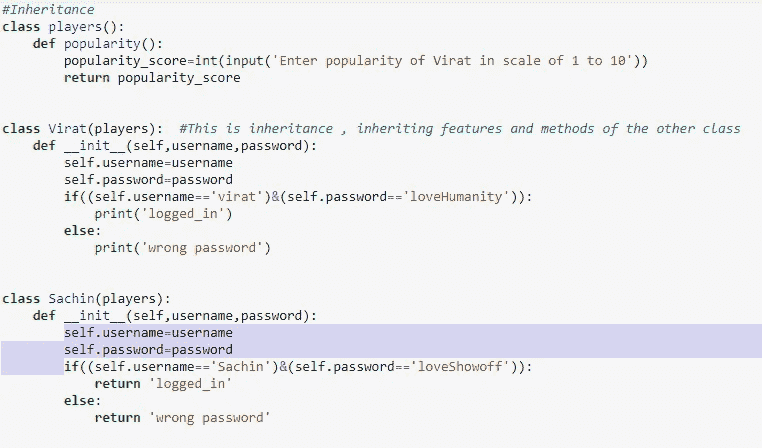 #Inheritance
class players():
    def popularity():
        popularity_score=int(input('Enter popularity of Virat in scale of 1 to 10'))
        return popularity_score
class Virat(players):  #This is inheritance , inheriting features and methods of the other class
    def __init__(self,username,password):
        self.username=username
        self.password=password
        if((self.username=='virat')&(self.password=='loveHumanity')):
            print('logged_in')
        else:
            print('wrong password')
class Sachin(players):
    def __init__(self,username,password):
        self.username=username
        self.password=password
        if((self.username=='Sachin')&(self.password=='loveShowoff')):
            return 'logged_in'
        else:
            return 'wrong password'